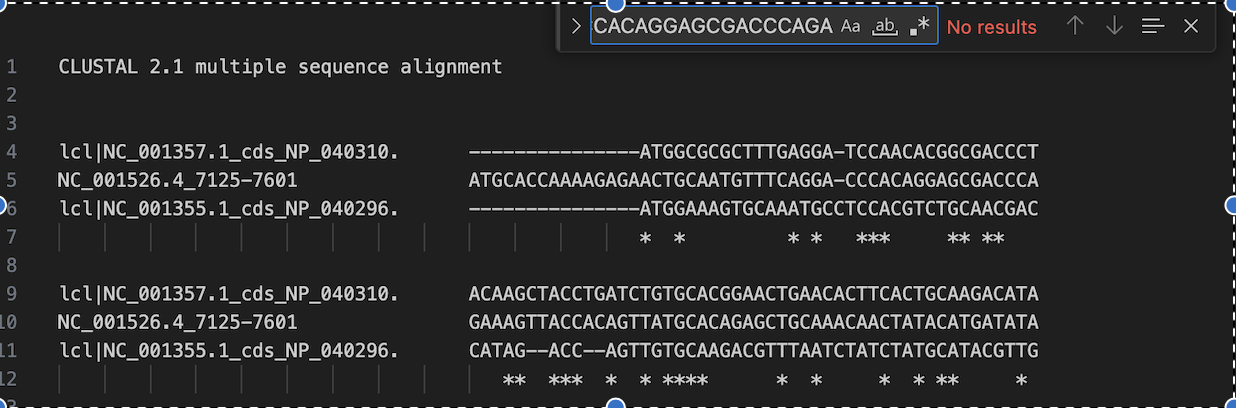 CACAGGAGCGACCCAGA Aa ab .* No results
1 CLUSTAL 2.1 multiple sequence alignment
2
3
4 lcl|NC_001357.1_cds_NP_040310. ---------------ATGGCGCGCTTTGAGGA-TCCAACACGGCGACCCT
5 NC_001526.4_7125-7601 ATGCACCAAAAGAGAACTGCAATGTTTCAGGA-CCCACAGGAGCGACCCA
6 lcl|NC_001355.1_cds_NP_040296. ---------------ATGGAAAGTGCAAATGCCTCCACGTCTGCAACGAC
7 * * * * *** ** **
8
9 lcl|NC_001357.1_cds_NP_040310. ACAAGCTACCTGATCTGTGCACGGAACTGAACACTTCACTGCAAGACATA
10 NC_001526.4_7125-7601 GAAAGTTACCACAGTTATGCACAGAGCTGCAAACAACTATACATGATATA
11 lcl|NC_001355.1_cds_NP_040296. CATAG--ACC--AGTTGTGCAAGACGTTTAATCTATCTATGCATACGTTG
12 ** *** * * **** * * * * ** *